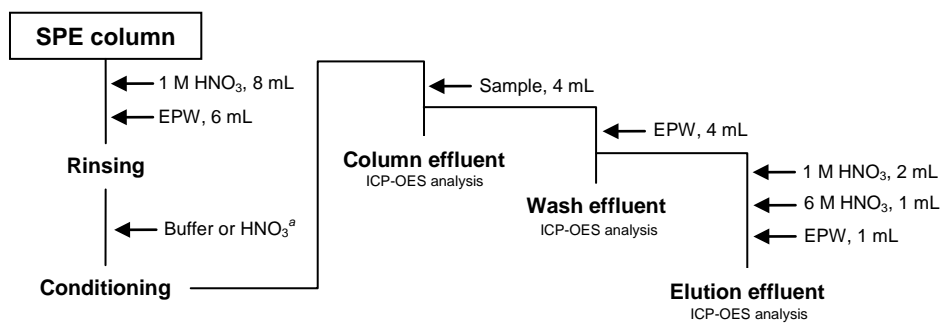 SPE column
1 M HNO₃, 8 mL
EPW, 6 mL
Rinsing
Buffer or HNO₃ᵃ
Conditioning
Sample, 4 mL
Column effluent
ICP-OES analysis
EPW, 4 mL
Wash effluent
ICP-OES analysis
1 M HNO₃, 2 mL
6 M HNO₃, 1 mL
EPW, 1 mL
Elution effluent
ICP-OES analysis